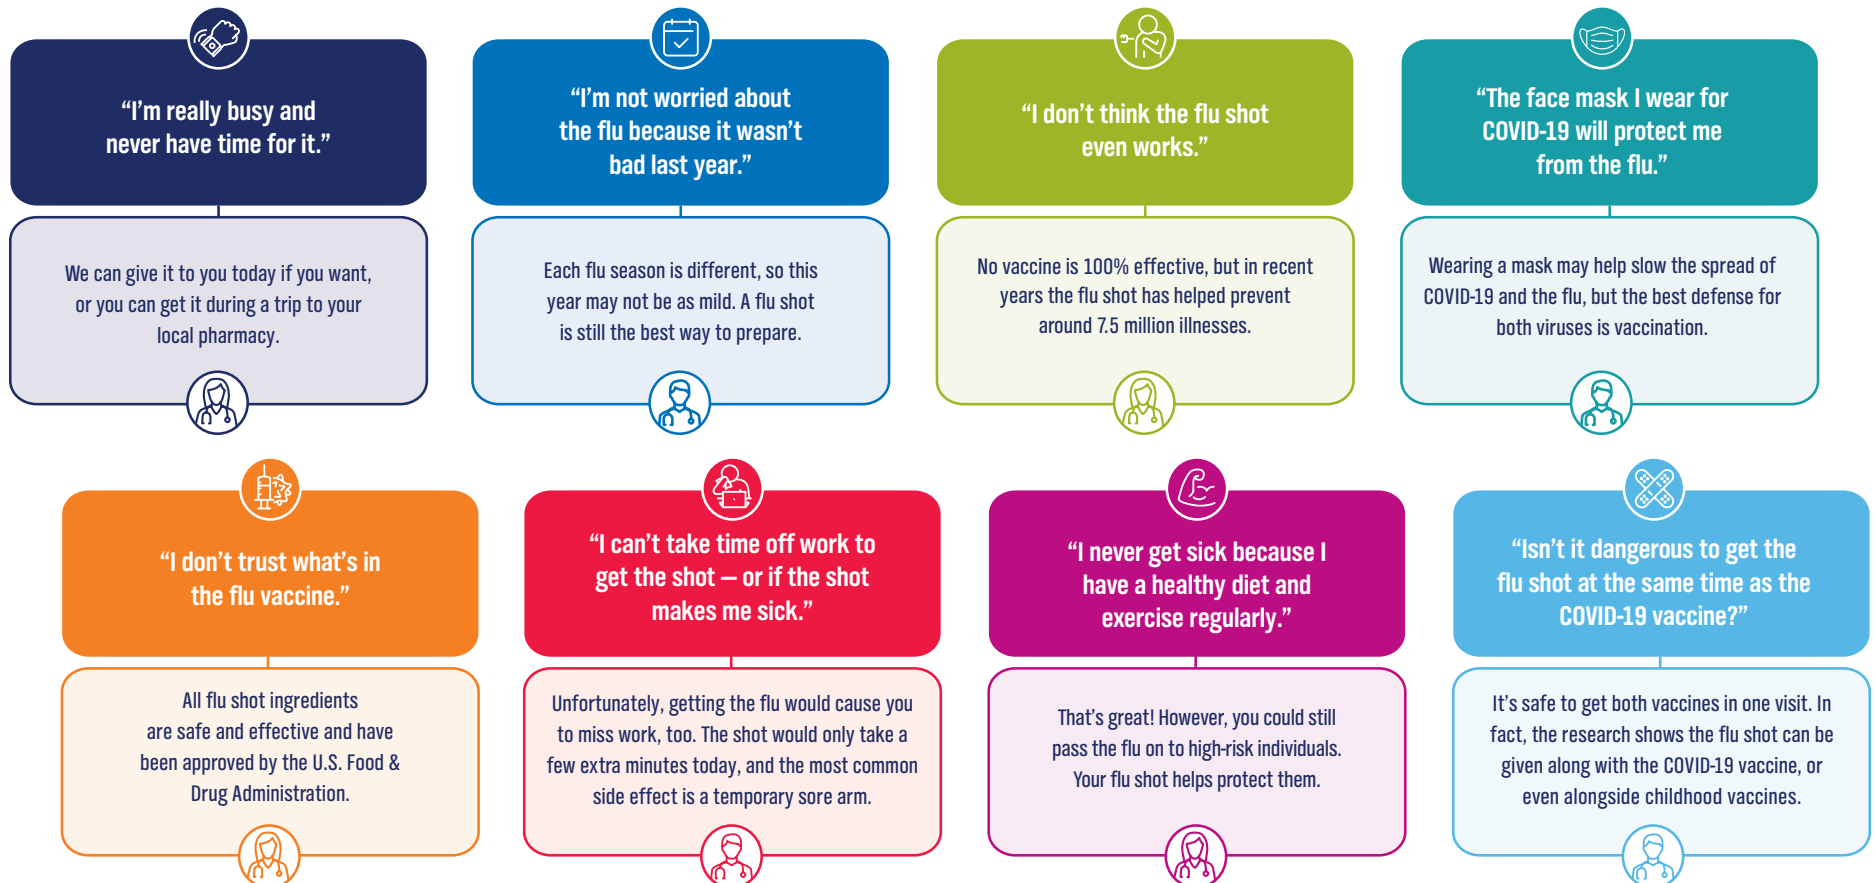 “I’m really busy and
never have time for it.”
We can give it to you today if you want,
or you can get it during a trip to your
local pharmacy.
“I’m not worried about
the flu because it wasn’t
bad last year.”
Each flu season is different, so this
year may not be as mild. A flu shot
is still the best way to prepare.
“I don’t think the flu shot
even works.”
No vaccine is 100% effective, but in recent
years the flu shot has helped prevent
around 7.5 million illnesses.
“The face mask I wear for
COVID-19 will protect me
from the flu.”
Wearing a mask may help slow the spread of
COVID-19 and the flu, but the best defense for
both viruses is vaccination.
“I don’t trust what’s in
the flu vaccine.”
All flu shot ingredients
are safe and effective and have
been approved by the U.S. Food &
Drug Administration.
“I can’t take time off work to
get the shot – or if the shot
makes me sick.”
Unfortunately, getting the flu would cause you
to miss work, too. The shot would only take a
few extra minutes today, and the most common
side effect is a temporary sore arm.
“I never get sick because I
have a healthy diet and
exercise regularly.”
That’s great! However, you could still
pass the flu on to high-risk individuals.
Your flu shot helps protect them.
“Isn’t it dangerous to get the
flu shot at the same time as the
COVID-19 vaccine?”
It’s safe to get both vaccines in one visit. In
fact, the research shows the flu shot can be
given along with the COVID-19 vaccine, or
even alongside childhood vaccines.